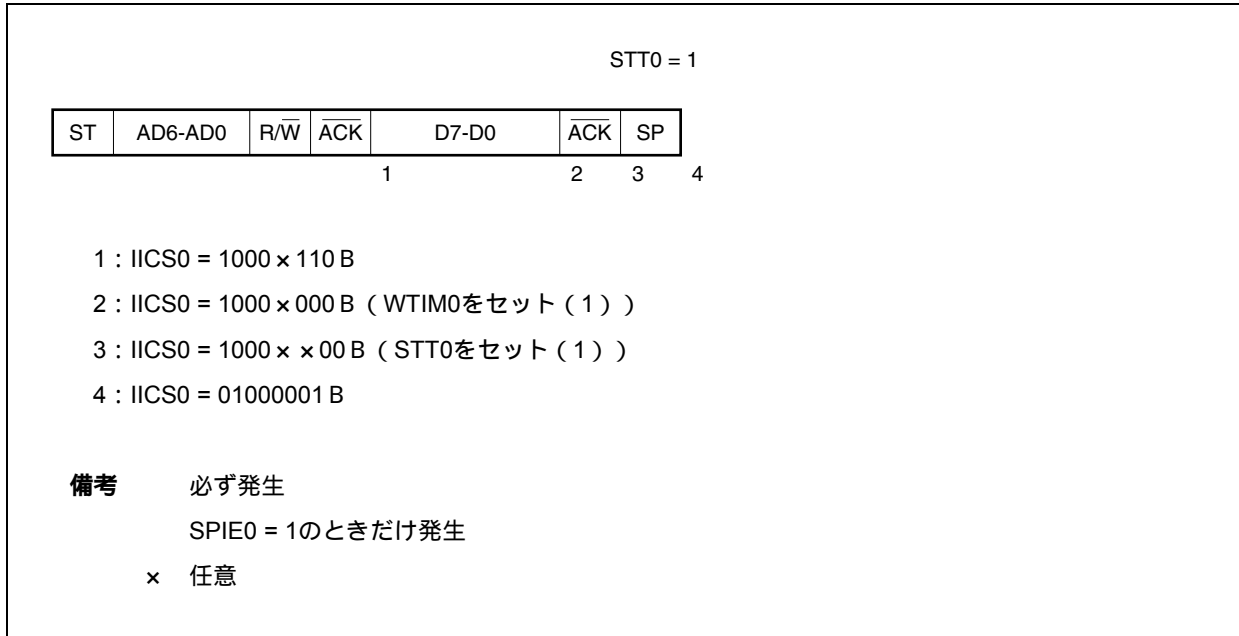 STT0 = 1
ST AD6-AD0 R/W̅ A̅C̅K̅ D7-D0 A̅C̅K̅ SP
1 2 3 4
1：IICS0 = 1000×110 B
2：IICS0 = 1000×000 B（WTIM0をセット（1））
3：IICS0 = 1000××00 B（STT0をセット（1））
4：IICS0 = 01000001 B
備考 必ず発生
SPIE0 = 1のときだけ発生
× 任意